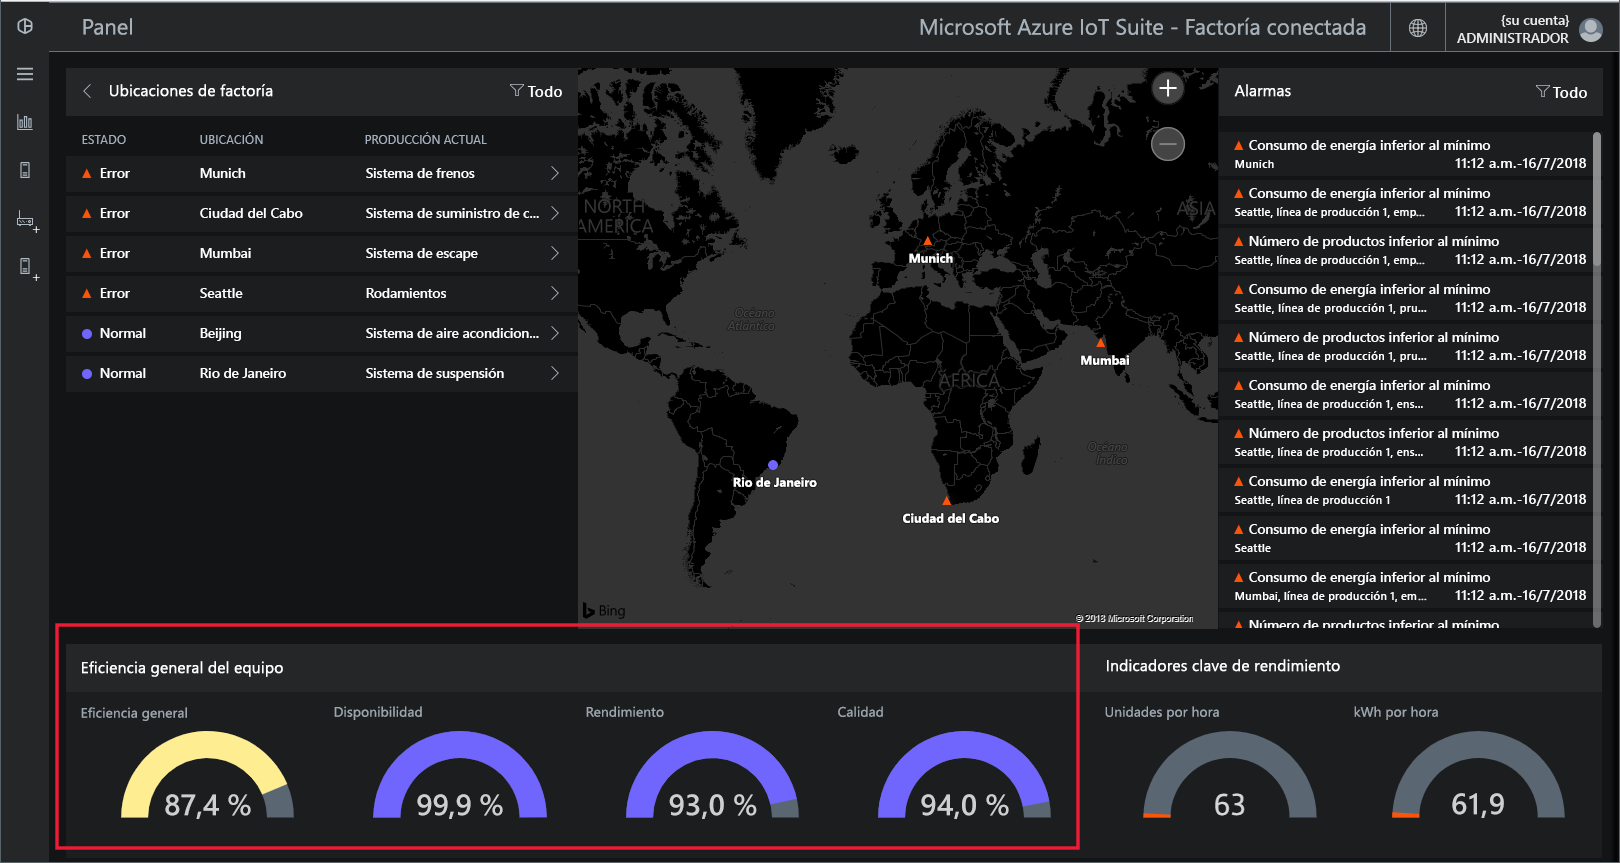 Panel
Microsoft Azure IoT Suite - Factoría conectada
{su cuenta}
ADMINISTRADOR
Ubicaciones de factoría
Todo
ESTADO UBICACIÓN PRODUCCIÓN ACTUAL
Error Munich Sistema de frenos
Error Ciudad del Cabo Sistema de suministro de c...
Error Mumbai Sistema de escape
Error Seattle Rodamientos
Normal Beijing Sistema de aire acondicion...
Normal Rio de Janeiro Sistema de suspensión
NORTH
AMERICA
ASIA
Munich
Océano
Atlántico
Mumbai
AFRICA
Océano
Índico
Rio de Janeiro
Ciudad del Cabo
Bing
© 2018 Microsoft Corporation
Alarmas
Todo
Consumo de energía inferior al mínimo
Munich 11:12 a.m.-16/7/2018
Consumo de energía inferior al mínimo
Seattle, línea de producción 1, emp... 11:12 a.m.-16/7/2018
Número de productos inferior al mínimo
Seattle, línea de producción 1, emp... 11:12 a.m.-16/7/2018
Consumo de energía inferior al mínimo
Seattle, línea de producción 1, pru... 11:12 a.m.-16/7/2018
Número de productos inferior al mínimo
Seattle, línea de producción 1, pru... 11:12 a.m.-16/7/2018
Consumo de energía inferior al mínimo
Seattle, línea de producción 1, ens... 11:12 a.m.-16/7/2018
Número de productos inferior al mínimo
Seattle, línea de producción 1, ens... 11:12 a.m.-16/7/2018
Consumo de energía inferior al mínimo
Seattle, línea de producción 1 11:12 a.m.-16/7/2018
Consumo de energía inferior al mínimo
Seattle 11:12 a.m.-16/7/2018
Consumo de energía inferior al mínimo
Mumbai, línea de producción 1, em... 11:12 a.m.-16/7/2018
Número de productos inferior al mínimo
Eficiencia general del equipo
Eficiencia general Disponibilidad Rendimiento Calidad
87,4 % 99,9 % 93,0 % 94,0 %
Indicadores clave de rendimiento
Unidades por hora kWh por hora
63 61,9